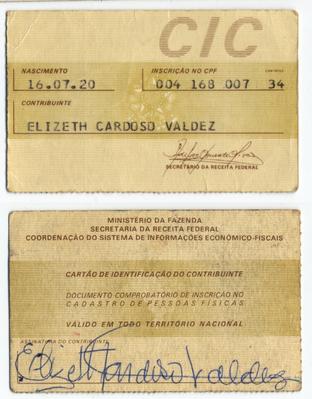 CIC
NASCIMENTO INSCRIÇÃO NO CPF CONTROLE
16.07.20 004 168 007 34
CONTRIBUINTE
ELIZETH CARDOSO VALDEZ
SECRETÁRIO DA RECEITA FEDERAL
MINISTÉRIO DA FAZENDA
SECRETARIA DA RECEITA FEDERAL
COORDENAÇÃO DO SISTEMA DE INFORMAÇÕES ECONÔMICO-FISCAIS
CARTÃO DE IDENTIFICAÇÃO DO CONTRIBUINTE
DOCUMENTO COMPROBATÓRIO DE INSCRIÇÃO NO
CADASTRO DE PESSOAS FÍSICAS
VÁLIDO EM TODO TERRITÓRIO NACIONAL
ASSINATURA DO CONTRIBUINTE
Elizeth Cardoso Valdez